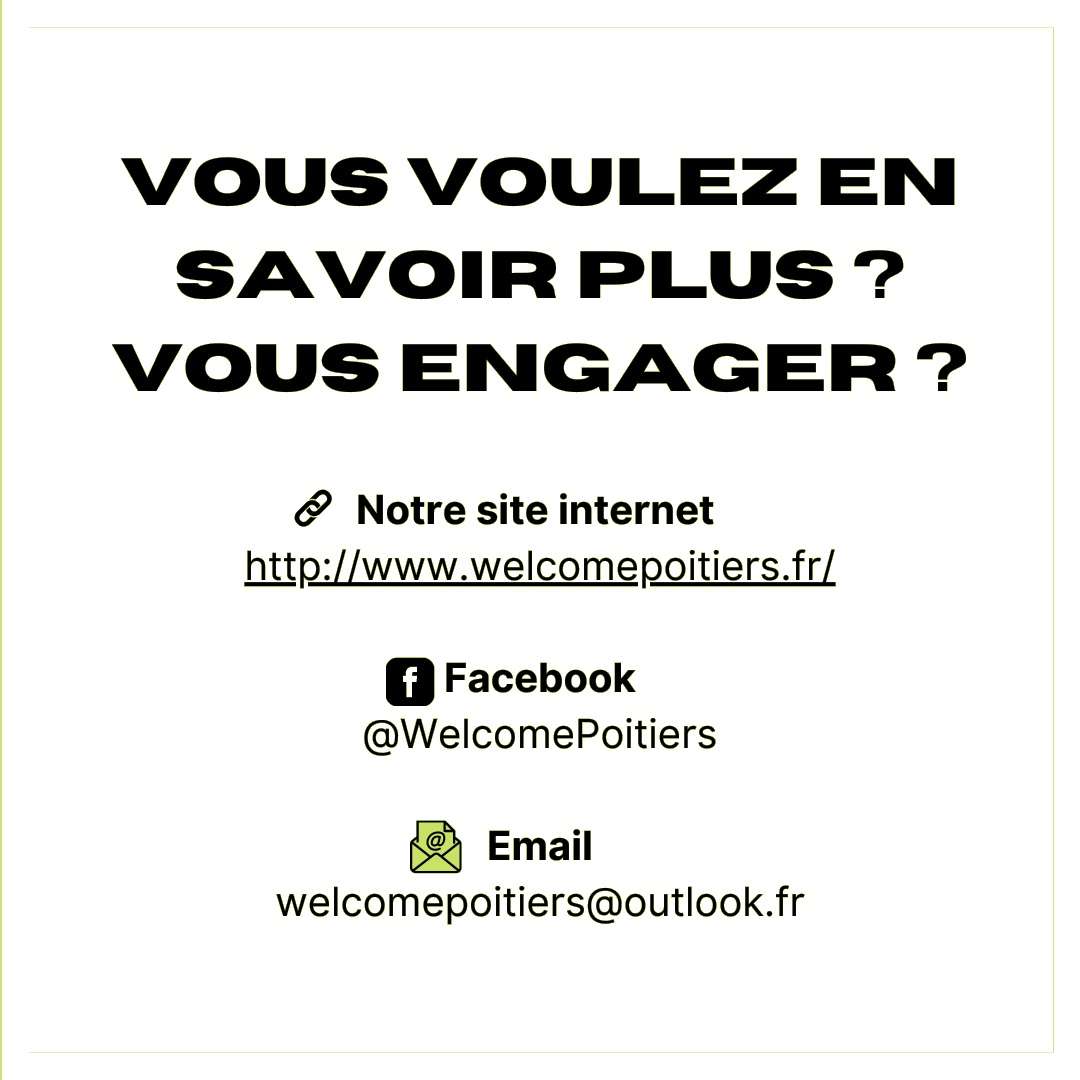 VOUS VOULEZ EN
SAVOIR PLUS ?
VOUS ENGAGER ?
Notre site internet
http://www.welcomepoitiers.fr/
f Facebook
@WelcomePoitiers
@ Email
welcomepoitiers@outlook.fr